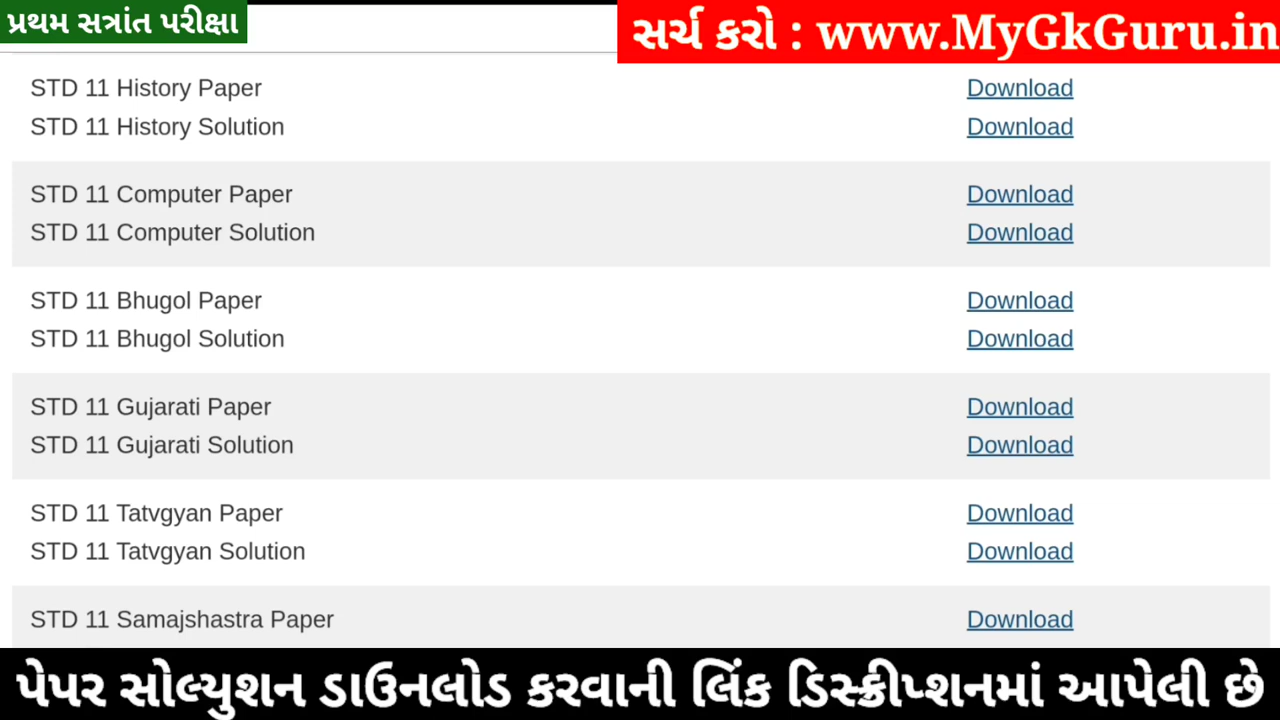 પ્રથમ સત્રાંત પરીક્ષા
સર્ચ કરો : www.MyGkGuru.in
STD 11 History Paper Download
STD 11 History Solution Download
STD 11 Computer Paper Download
STD 11 Computer Solution Download
STD 11 Bhugol Paper Download
STD 11 Bhugol Solution Download
STD 11 Gujarati Paper Download
STD 11 Gujarati Solution Download
STD 11 Tatvgyan Paper Download
STD 11 Tatvgyan Solution Download
STD 11 Samajshastra Paper Download
પેપર સોલ્યુશન ડાઉનલોડ કરવાની લિંક ડિસ્ક્રીપ્શનમાં આપેલી છે